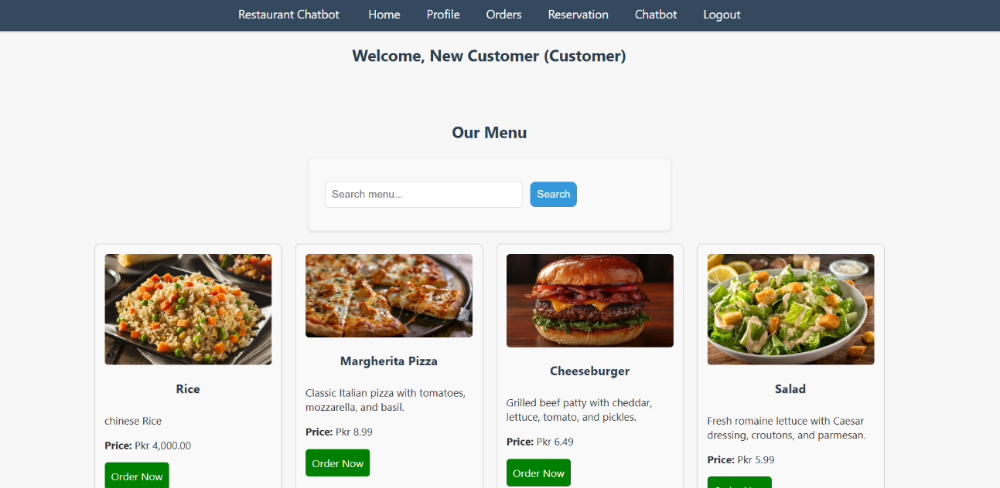 Restaurant Chatbot Home Profile Orders Reservation Chatbot Logout
Welcome, New Customer (Customer)
Our Menu
Search menu...
Search
Rice
chinese Rice
Price: Pkr 4,000.00
Order Now
Margherita Pizza
Classic Italian pizza with tomatoes,
mozzarella, and basil.
Price: Pkr 8.99
Order Now
Cheeseburger
Grilled beef patty with cheddar,
lettuce, tomato, and pickles.
Price: Pkr 6.49
Order Now
Salad
Fresh romaine lettuce with Caesar
dressing, croutons, and parmesan.
Price: Pkr 5.99